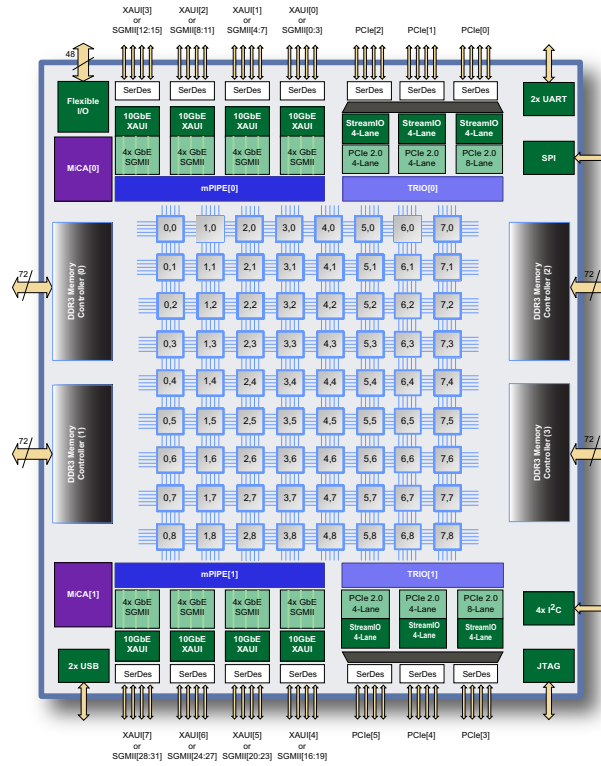 XAUI[3] XAUI[2] XAUI[1] XAUI[0]
or or or or
SGMII[12:15] SGMII[8:11] SGMII[4:7] SGMII[0:3] PCIe[2] PCIe[1] PCIe[0]
48
Flexible
I/O
SerDes SerDes SerDes SerDes SerDes SerDes SerDes
2x UART
10GbE 10GbE 10GbE 10GbE StreamIO StreamIO StreamIO
XAUI XAUI XAUI XAUI 4-Lane 4-Lane 4-Lane
4x GbE 4x GbE 4x GbE 4x GbE PCIe 2.0 PCIe 2.0 PCIe 2.0
SGMII SGMII SGMII SGMII 4-Lane 4-Lane 8-Lane
SPI
MiCA[0]
mPIPE[0] TRIO[0]
0,0 1,0 2,0 3,0 4,0 5,0 6,0 7,0
0,1 1,1 2,1 3,1 4,1 5,1 6,1 7,1
0,2 1,2 2,2 3,2 4,2 5,2 6,2 7,2
0,3 1,3 2,3 3,3 4,3 5,3 6,3 7,3
0,4 1,4 2,4 3,4 4,4 5,4 6,4 7,4
0,5 1,5 2,5 3,5 4,5 5,5 6,5 7,5
0,6 1,6 2,6 3,6 4,6 5,6 6,6 7,6
0,7 1,7 2,7 3,7 4,7 5,7 6,7 7,7
0,8 1,8 2,8 3,8 4,8 5,8 6,8 7,8
72
DDR3 Memory
Controller (0)
72
DDR3 Memory
Controller (1)
72
DDR3 Memory
Controller (2)
72
DDR3 Memory
Controller (3)
mPIPE[1] TRIO[1]
MiCA[1]
4x GbE 4x GbE 4x GbE 4x GbE PCIe 2.0 PCIe 2.0 PCIe 2.0
SGMII SGMII SGMII SGMII 4-Lane 4-Lane 8-Lane
4x I2C
10GbE 10GbE 10GbE 10GbE StreamIO StreamIO StreamIO
XAUI XAUI XAUI XAUI 4-Lane 4-Lane 4-Lane
2x USB
SerDes SerDes SerDes SerDes SerDes SerDes SerDes
JTAG
XAUI[7] XAUI[6] XAUI[5] XAUI[4] PCIe[5] PCIe[4] PCIe[3]
or or or or
SGMII[28:31] SGMII[24:27] SGMII[20:23] SGMII[16:19]